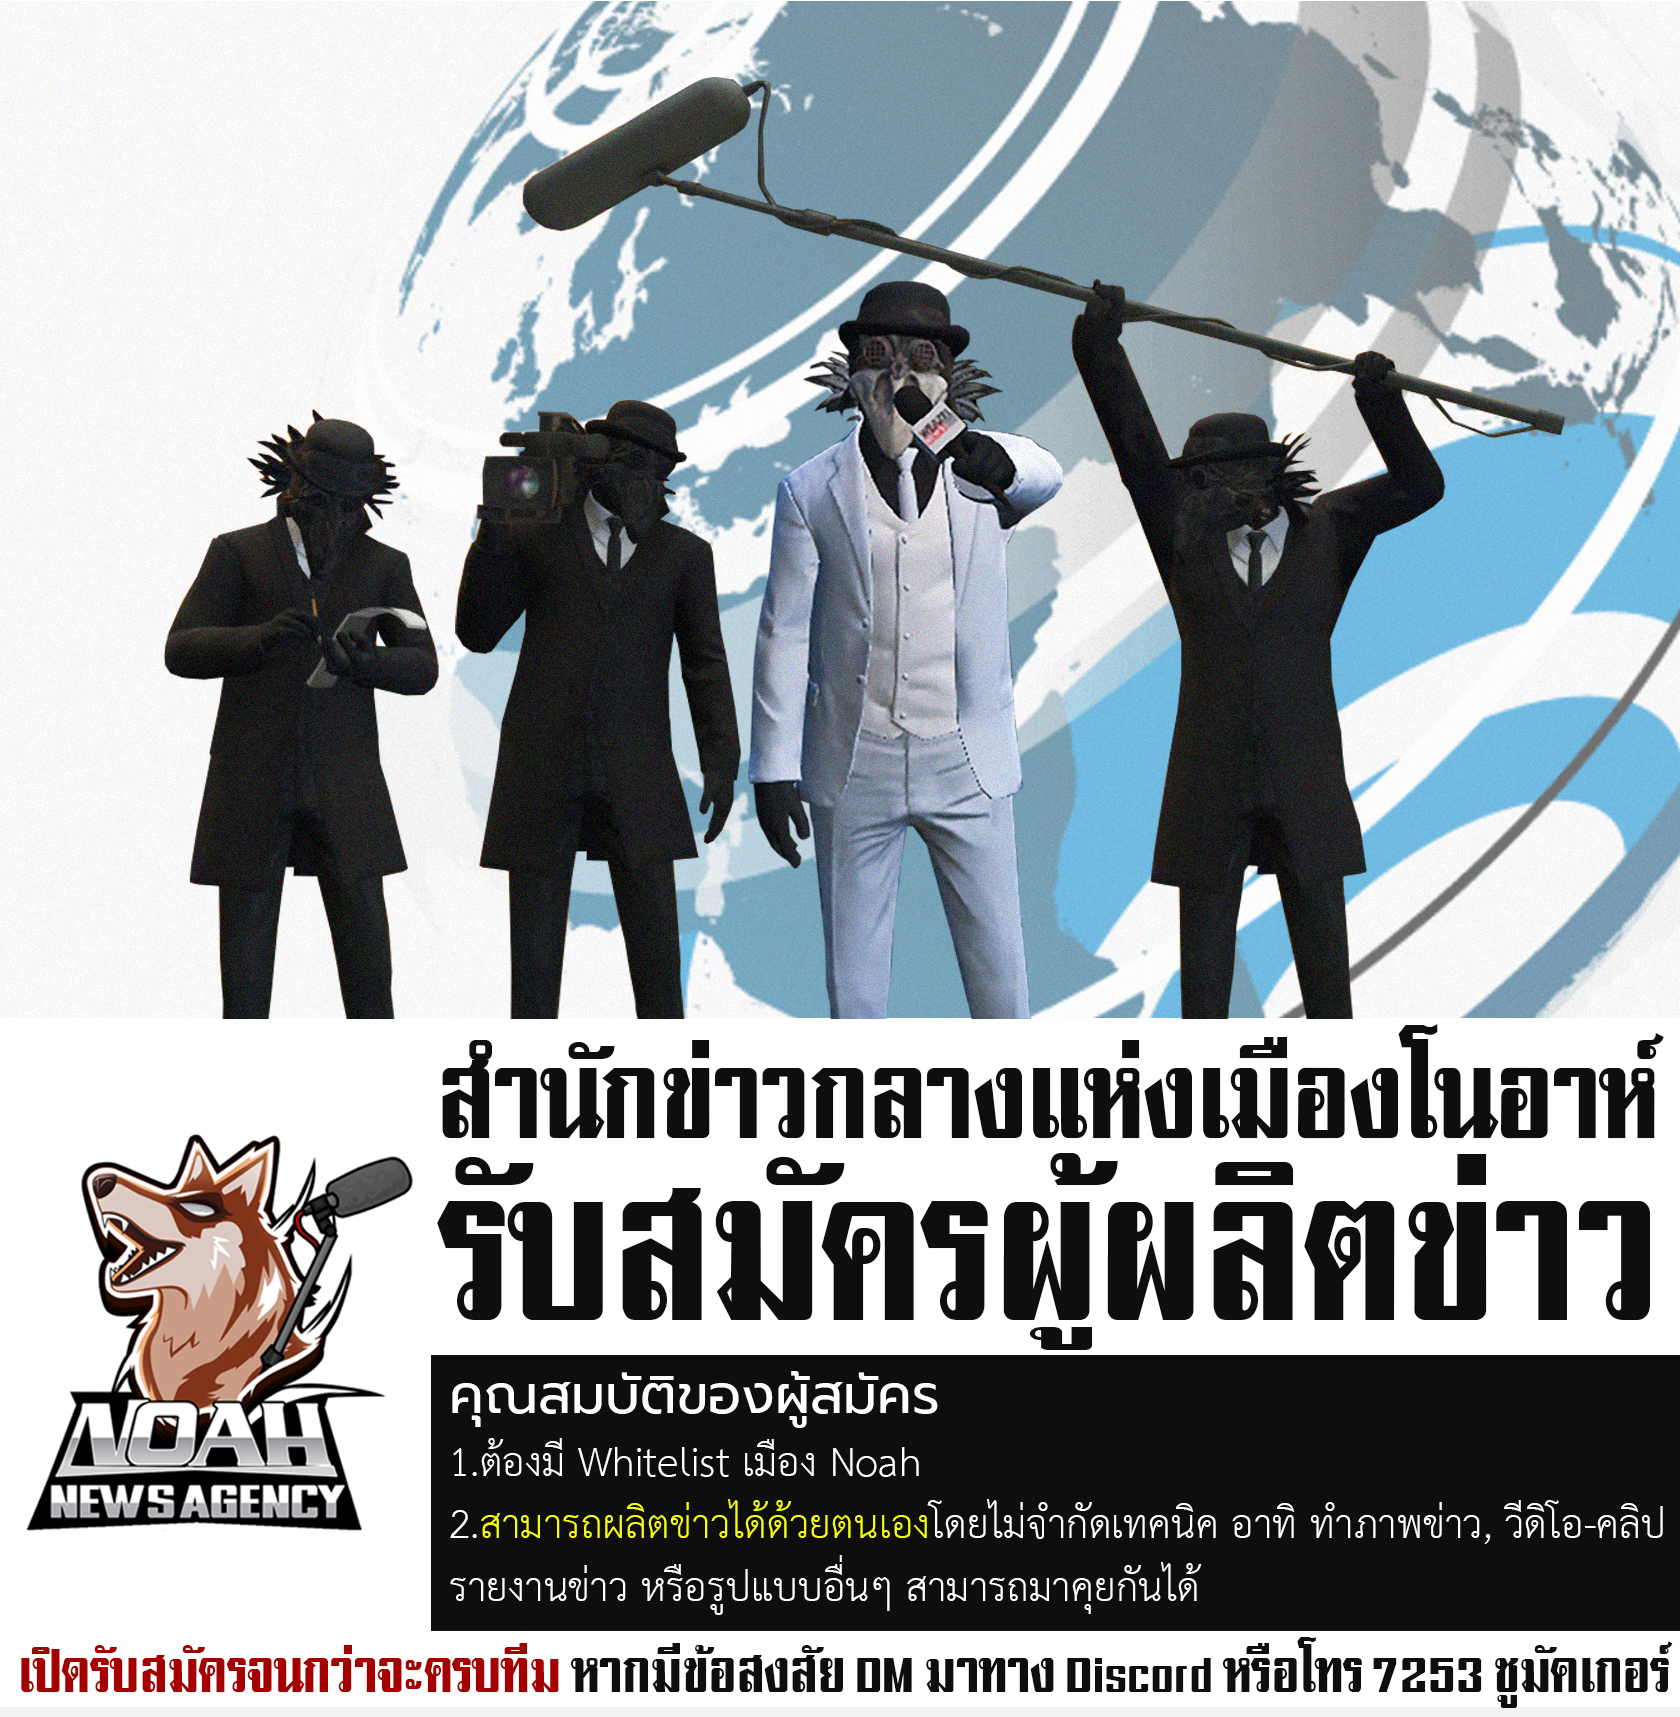 สำนักข่าวกลางแห่งเมืองโนอาห์
รับสมัครผู้ผลิตข่าว
NOAH
NEWS AGENCY
คุณสมบัติของผู้สมัคร
1.ต้องมี Whitelist เมือง Noah
2.สามารถผลิตข่าวได้ด้วยตนเองโดยไม่จำกัดเทคนิค อาทิ ทำภาพข่าว, วีดิโอ-คลิป
รายงานข่าว หรือรูปแบบอื่นๆ สามารถมาคุยกันได้
เปิดรับสมัครจนกว่าจะครบทีม หากมีข้อสงสัย DM มาทาง Discord หรือโทร 7253 ชูมัคเกอร์